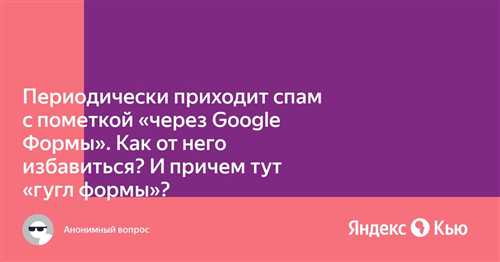 Периодически приходит спам
с пометкой «через Google
Формы». Как от него
избавиться? И причем тут
«гугл формы»?
Анонимный вопрос
Яндекс Кью